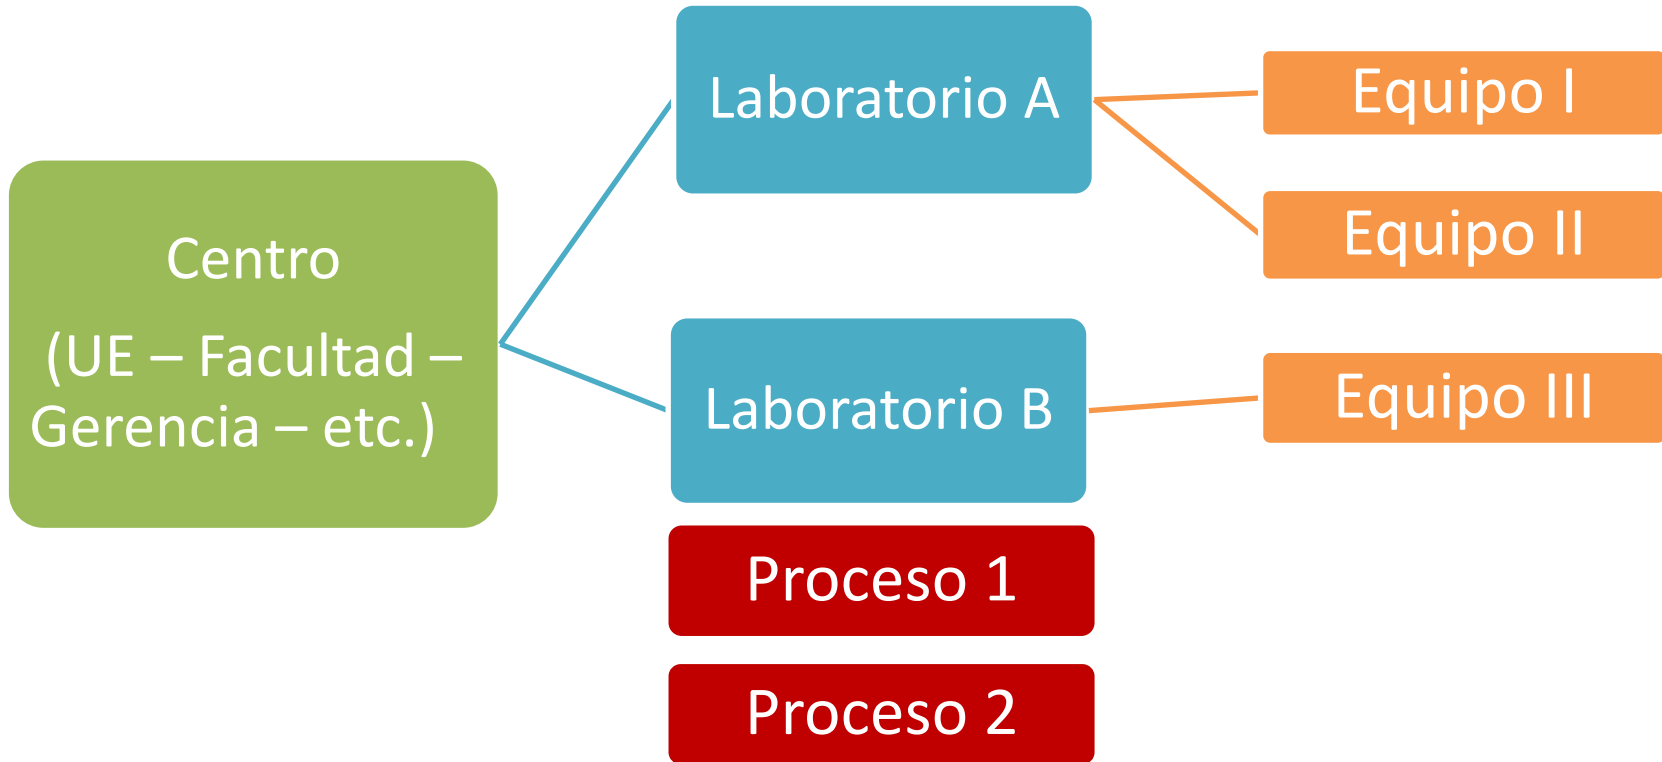 Centro
(UE – Facultad –
Gerencia – etc.)
Laboratorio A
Equipo I
Equipo II
Laboratorio B
Equipo III
Proceso 1
Proceso 2